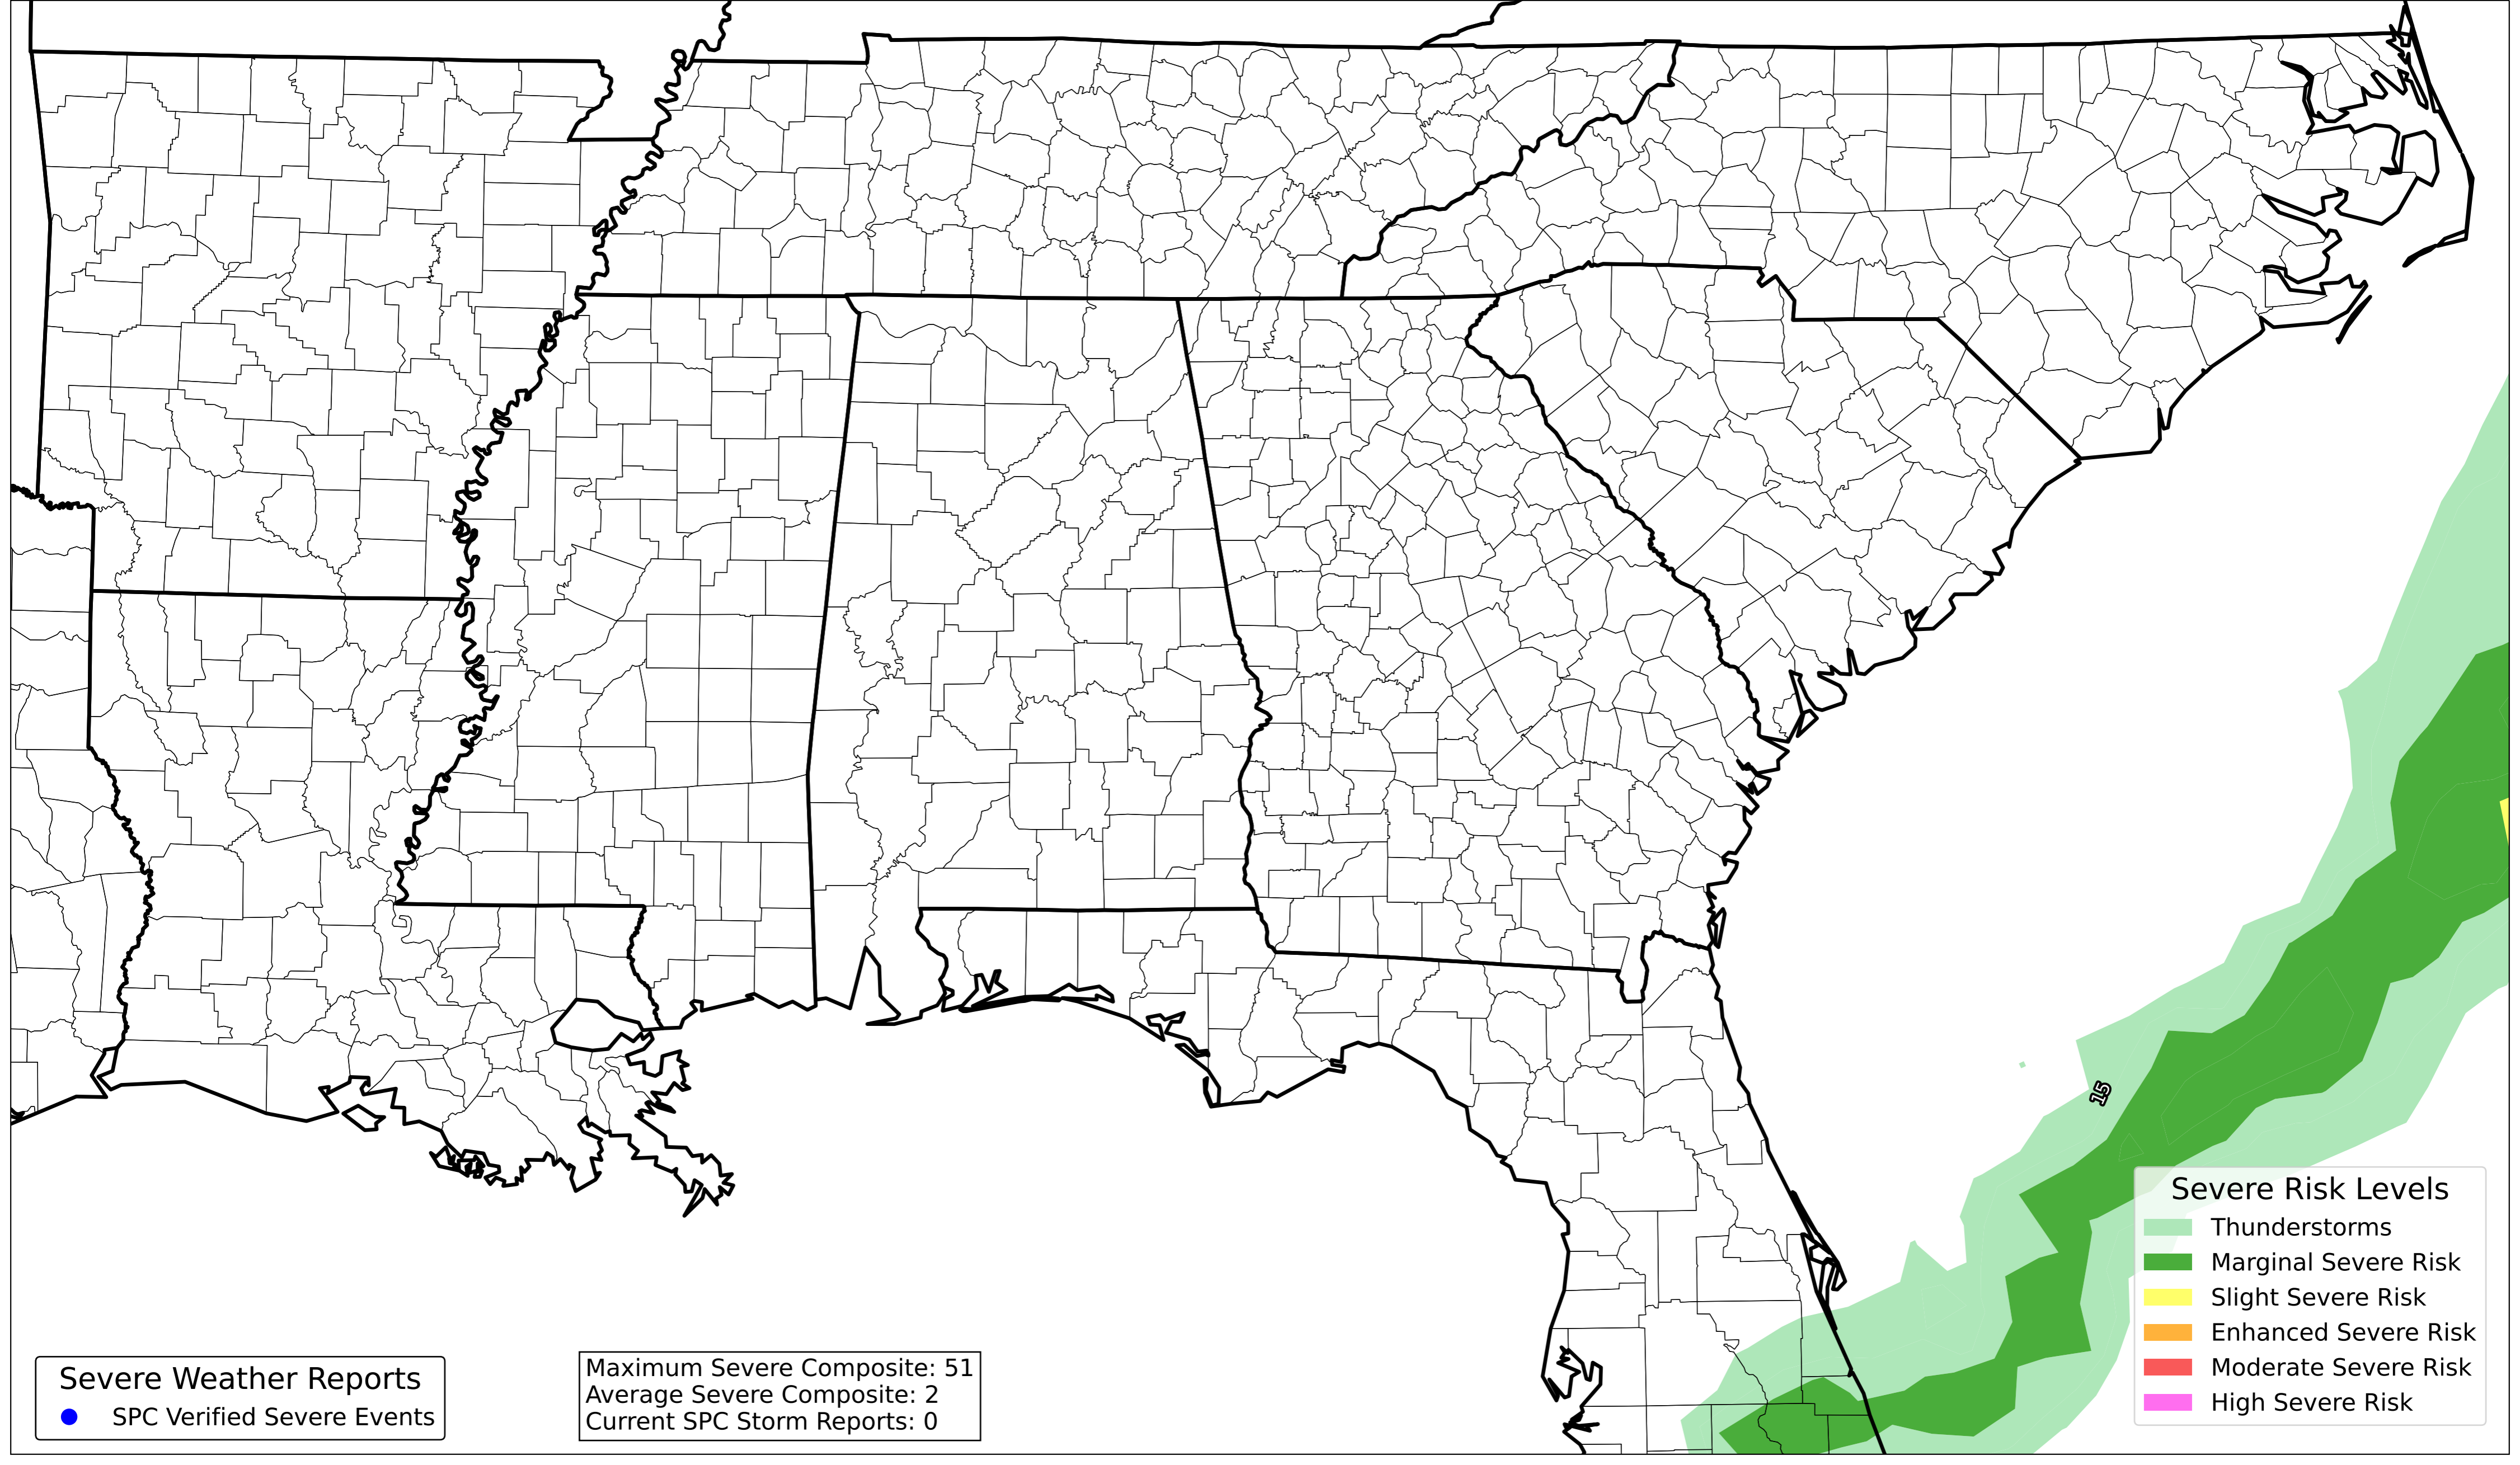 15
Severe Risk Levels
Thunderstorms
Marginal Severe Risk
Slight Severe Risk
Enhanced Severe Risk
Moderate Severe Risk
High Severe Risk
Severe Weather Reports
SPC Verified Severe Events
Maximum Severe Composite: 51
Average Severe Composite: 2
Current SPC Storm Reports: 0